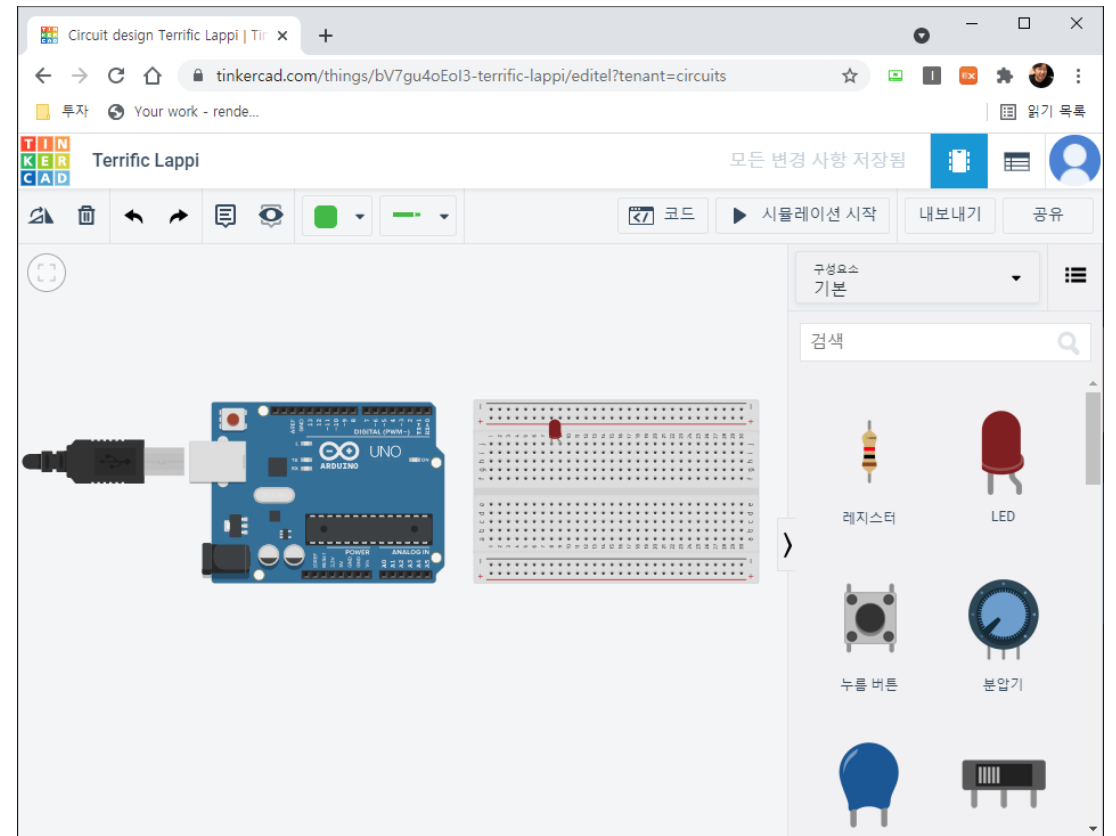 Circuit design Terrific Lappi | Tin
tinkercad.com/things/bV7gu4oEoI3-terrific-lappi/editel?tenant=circuits
투자
Your work - rende...
읽기 목록
TIN
KER
CAD
Terrific Lappi
모든 변경 사항 저장됨
코드
시뮬레이션 시작
내보내기
공유
구성요소
기본
검색
DIGITAL (PWM~)
UNO
ARDUINO
ON
POWER
ANALOG IN
레지스터
LED
누름 버튼
분압기